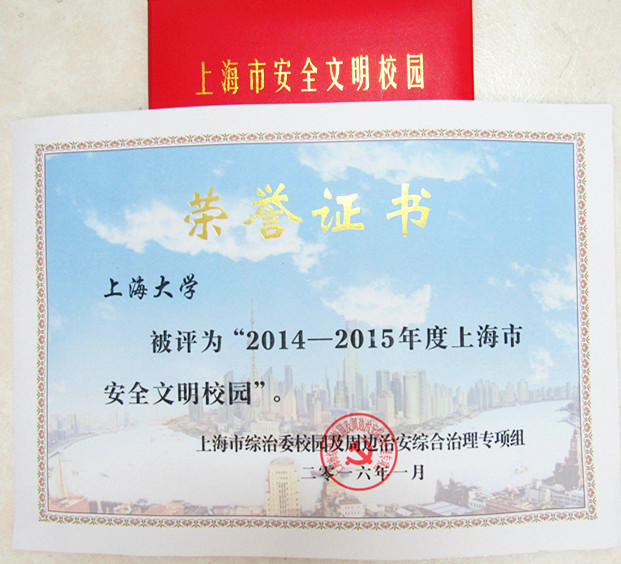 上海市安全文明校园
荣誉证书
上海大学
被评为“2014—2015年度上海市
安全文明校园”。
上海市综治委校园及周边治安综合治理专项组
二零一六年一月